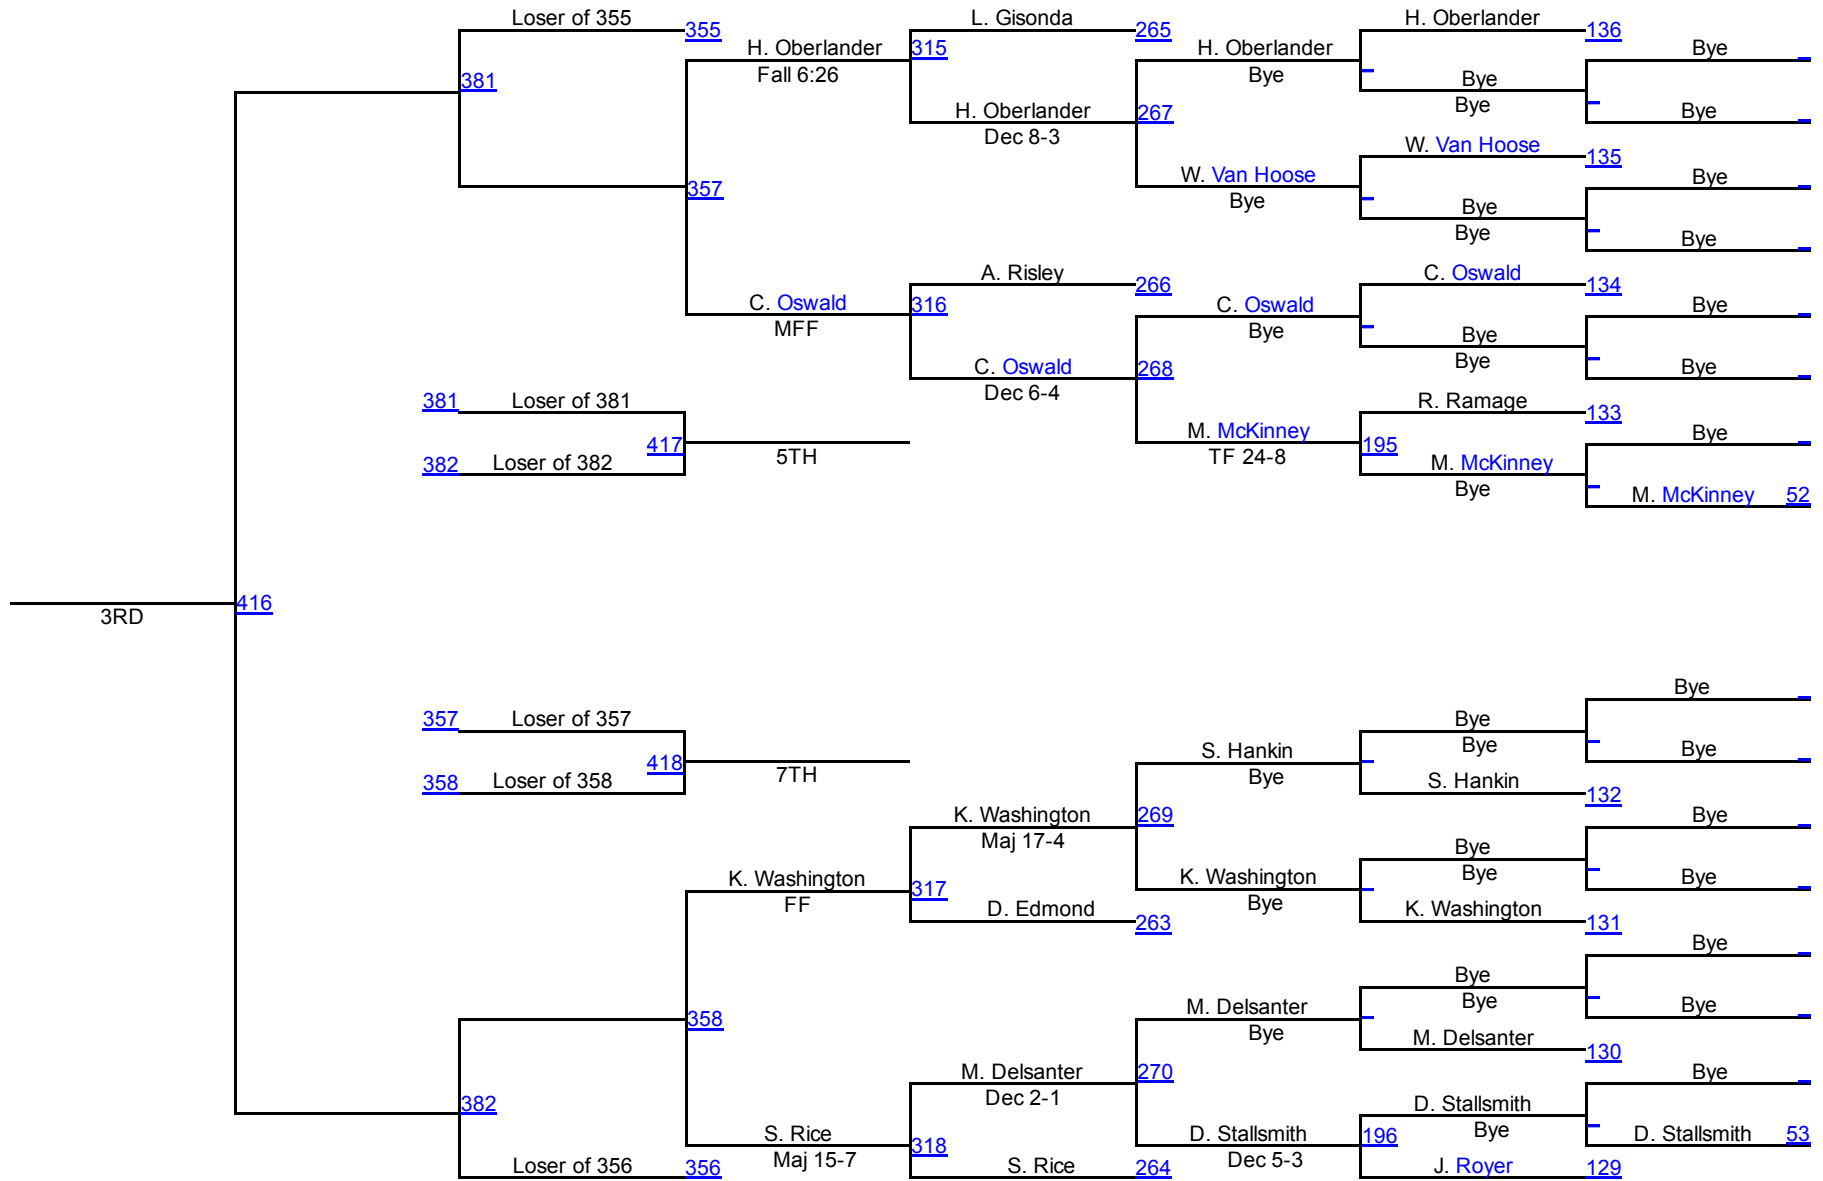 Loser of 355
355
L. Gisonda
265
H. Oberlander
136
H. Oberlander
Fall 6:26
315
H. Oberlander
Bye
Bye
381
Bye
Bye
H. Oberlander
Dec 8-3
267
Bye
W. Van Hoose
135
357
W. Van Hoose
Bye
Bye
Bye
Bye
Bye
A. Risley
266
C. Oswald
134
C. Oswald
MFF
316
C. Oswald
Bye
Bye
Bye
Bye
C. Oswald
Dec 6-4
268
Bye
381
Loser of 381
R. Ramage
133
417
5TH
M. McKinney
TF 24-8
195
Bye
382
Loser of 382
M. McKinney
Bye
M. McKinney
52
3RD
416
Bye
357
Loser of 357
Bye
Bye
418
7TH
S. Hankin
Bye
Bye
358
Loser of 358
S. Hankin
132
K. Washington
Maj 17-4
269
Bye
Bye
Bye
K. Washington
FF
317
K. Washington
Bye
Bye
D. Edmond
263
K. Washington
131
Bye
358
M. Delsanter
Bye
Bye
Bye
Bye
M. Delsanter
130
M. Delsanter
Dec 2-1
270
Bye
382
D. Stallsmith
Bye
S. Rice
Maj 15-7
318
D. Stallsmith
Dec 5-3
196
D. Stallsmith
53
Loser of 356
356
S. Rice
264
J. Royer
129